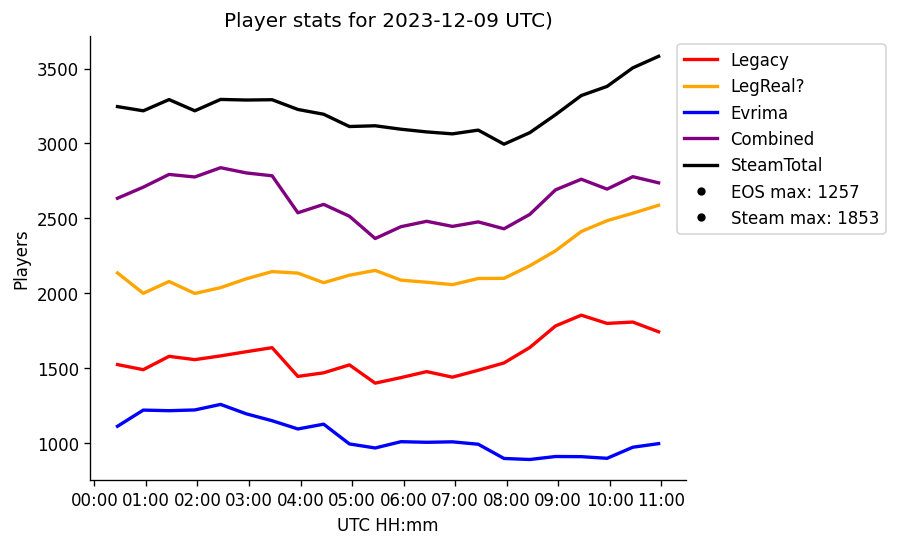 Player stats for 2023-12-09 UTC)
Players
3500
3000
2500
2000
1500
1000
00:00 01:00 02:00 03:00 04:00 05:00 06:00 07:00 08:00 09:00 10:00 11:00
UTC HH:mm
Legacy
LegReal?
Evrima
Combined
SteamTotal
EOS max: 1257
Steam max: 1853